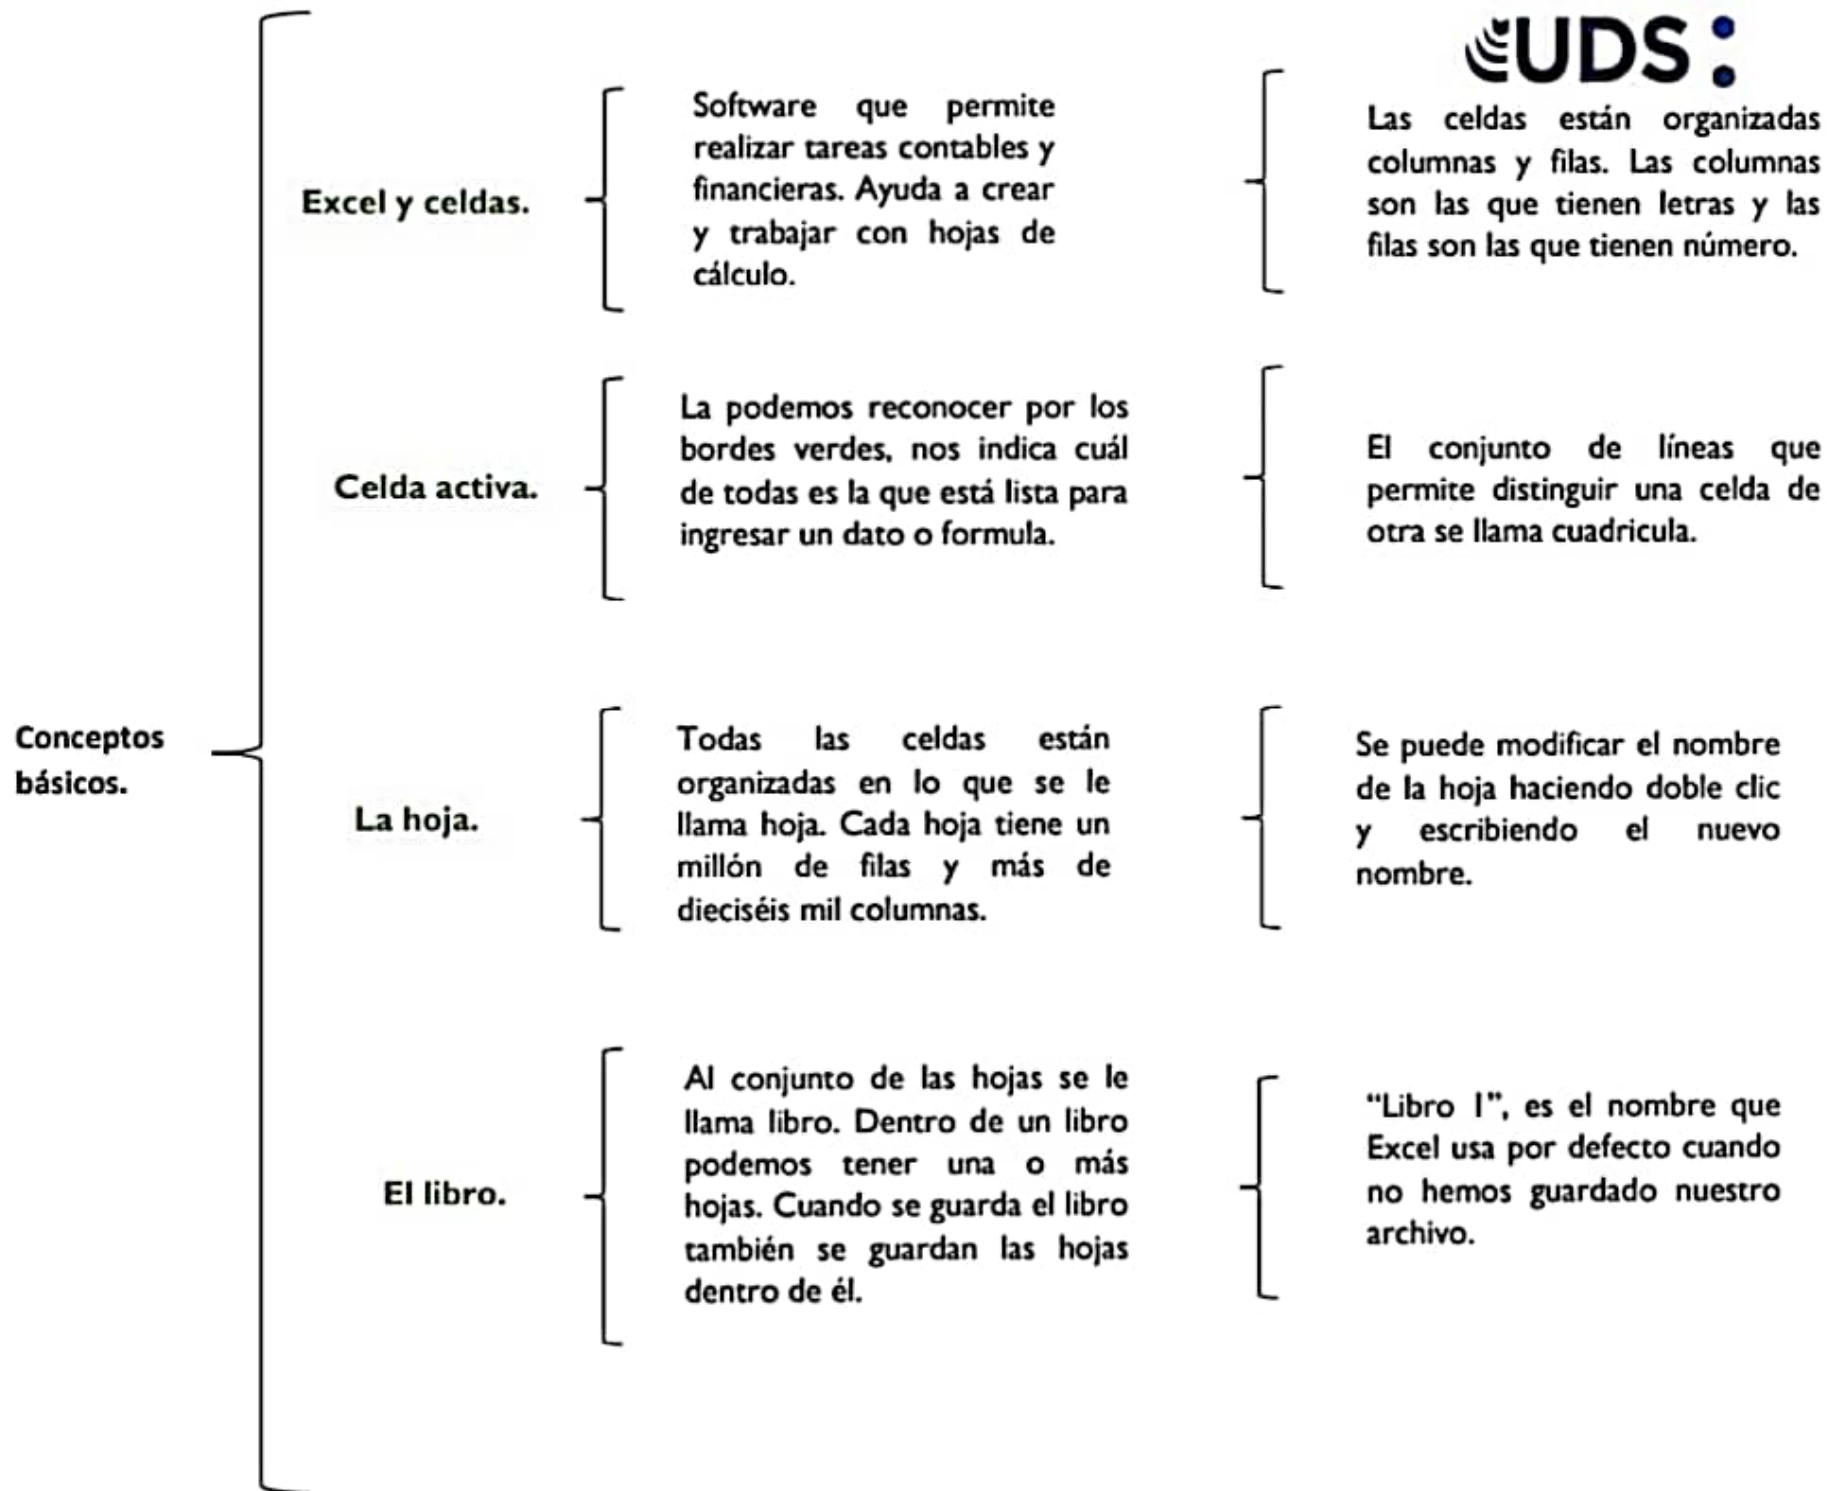 UDS
Conceptos
básicos.
Excel y celdas.
Software que permite
realizar tareas contables y
financieras. Ayuda a crear
y trabajar con hojas de
cálculo.
Las celdas están organizadas
columnas y filas. Las columnas
son las que tienen letras y las
filas son las que tienen número.
Celda activa.
La podemos reconocer por los
bordes verdes, nos indica cuál
de todas es la que está lista para
ingresar un dato o formula.
El conjunto de líneas que
permite distinguir una celda de
otra se llama cuadricula.
La hoja.
Todas las celdas están
organizadas en lo que se le
llama hoja. Cada hoja tiene un
millón de filas y más de
dieciséis mil columnas.
Se puede modificar el nombre
de la hoja haciendo doble clic
y escribiendo el nuevo
nombre.
El libro.
Al conjunto de las hojas se le
llama libro. Dentro de un libro
podemos tener una o más
hojas. Cuando se guarda el libro
también se guardan las hojas
dentro de él.
“Libro 1”, es el nombre que
Excel usa por defecto cuando
no hemos guardado nuestro
archivo.